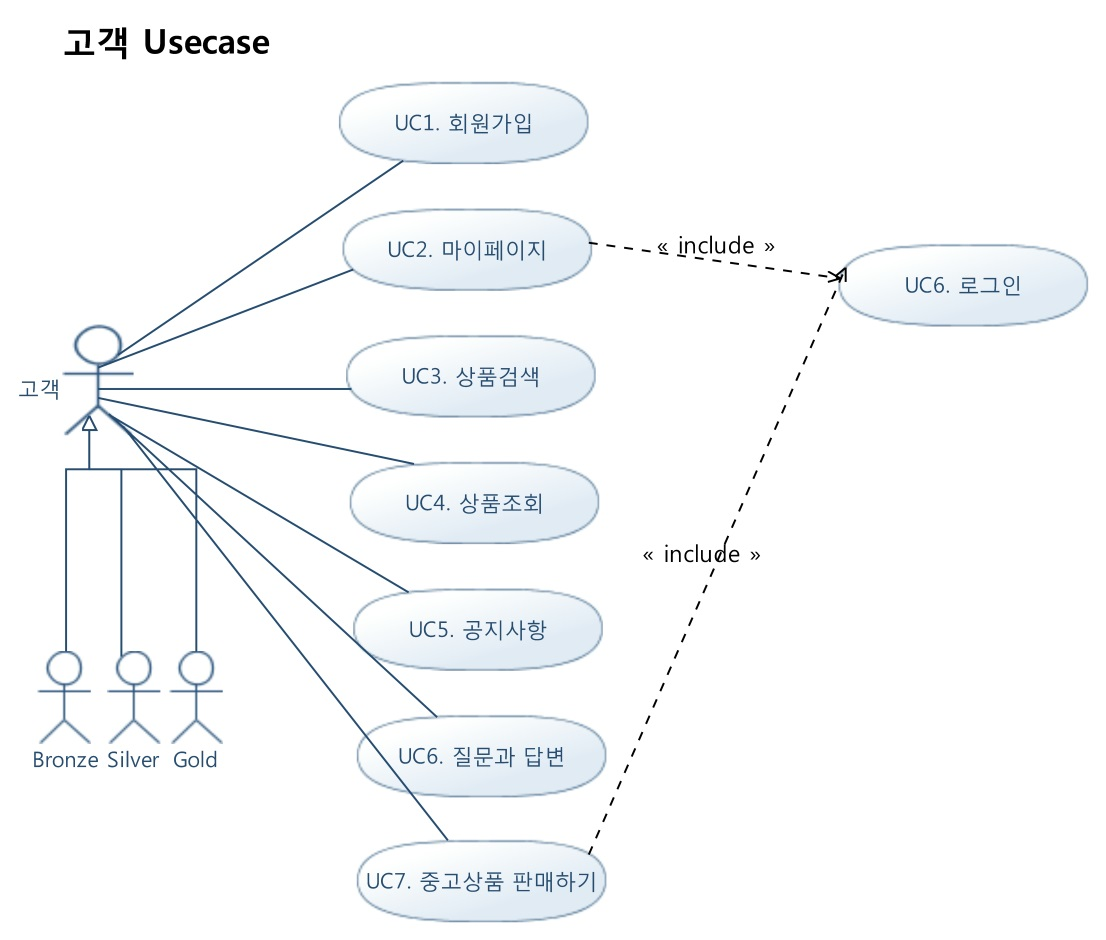 고객 Usecase
UC1. 회원가입
UC2. 마이페이지
« include »
UC6. 로그인
UC3. 상품검색
고객
UC4. 상품조회
« include »
UC5. 공지사항
UC6. 질문과 답변
Bronze Silver Gold
UC7. 중고상품 판매하기